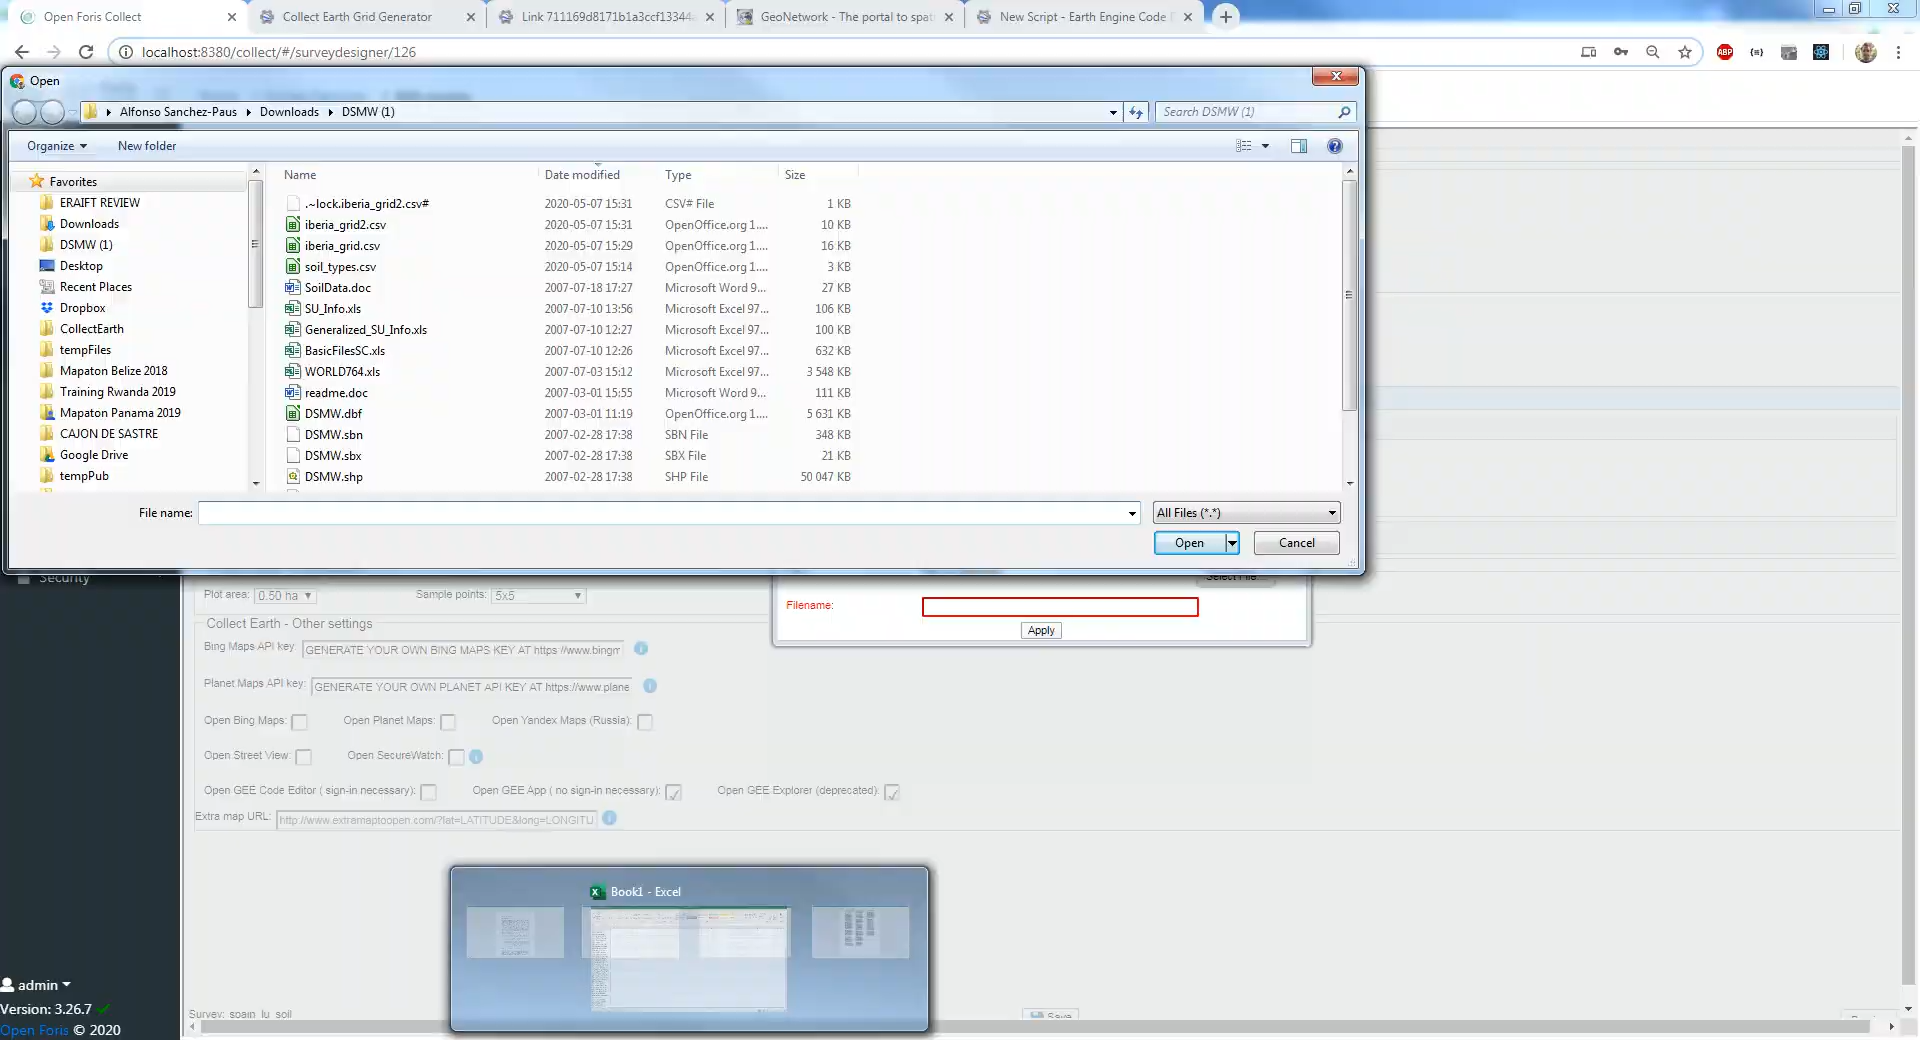 Open Foris Collect
Collect Earth Grid Generator
Link 711169d8171b1a3ccf13344
GeoNetwork - The portal to spat
New Script - Earth Engine Code
localhost:8380/collect/#/surveydesigner/126
ABP
Open
Alfonso Sanchez-Paus
Downloads
DSMW (1)
Search DSMW (1)
Organize
New folder
Name
Date modified
Type
Size
Favorites
ERAIFT REVIEW
Downloads
DSMW (1)
Desktop
Recent Places
Dropbox
CollectEarth
tempFiles
Mapaton Belize 2018
Training Rwanda 2019
Mapaton Panama 2019
CAJON DE SASTRE
Google Drive
tempPub
.~lock.iberia_grid2.csv# 2020-05-07 15:31 CSV# File 1 KB
iberia_grid2.csv 2020-05-07 15:31 OpenOffice.org 1.... 10 KB
iberia_grid.csv 2020-05-07 15:29 OpenOffice.org 1.... 16 KB
soil_types.csv 2020-05-07 15:14 OpenOffice.org 1.... 3 KB
SoilData.doc 2007-07-18 17:27 Microsoft Word 9... 27 KB
SU_Info.xls 2007-07-10 13:56 Microsoft Excel 97... 106 KB
Generalized_SU_Info.xls 2007-07-10 12:27 Microsoft Excel 97... 100 KB
BasicFilesSC.xls 2007-07-10 12:26 Microsoft Excel 97... 632 KB
WORLD764.xls 2007-07-03 15:12 Microsoft Excel 97... 3 548 KB
readme.doc 2007-03-01 15:55 Microsoft Word 9... 111 KB
DSMW.dbf 2007-03-01 11:19 OpenOffice.org 1.... 5 631 KB
DSMW.sbn 2007-02-28 17:38 SBN File 348 KB
DSMW.sbx 2007-02-28 17:38 SBX File 21 KB
DSMW.shp 2007-02-28 17:38 SHP File 50 047 KB
File name:
All Files (*.*)
Open
Cancel
Security
Select File...
Filename:
Apply
Plot area: 0.50 ha
Sample points: 5x5
Collect Earth - Other settings
Bing Maps API key: GENERATE YOUR OWN BING MAPS KEY AT https //www.bingm
Planet Maps API key: GENERATE YOUR OWN PLANET API KEY AT https://www.plane
Open Bing Maps:
Open Planet Maps:
Open Yandex Maps (Russia):
Open Street View:
Open SecureWatch:
Open GEE Code Editor ( sign-in necessary):
Open GEE App ( no sign-in necessary):
Open GEE Explorer (deprecated):
Extra map URL: http://www.extramaptoopen.com/?lat=LATITUDE&long=LONGITU
Book1 - Excel
admin
Version: 3.26.7
Open Foris © 2020
Survey: spain_lu_soil
Save